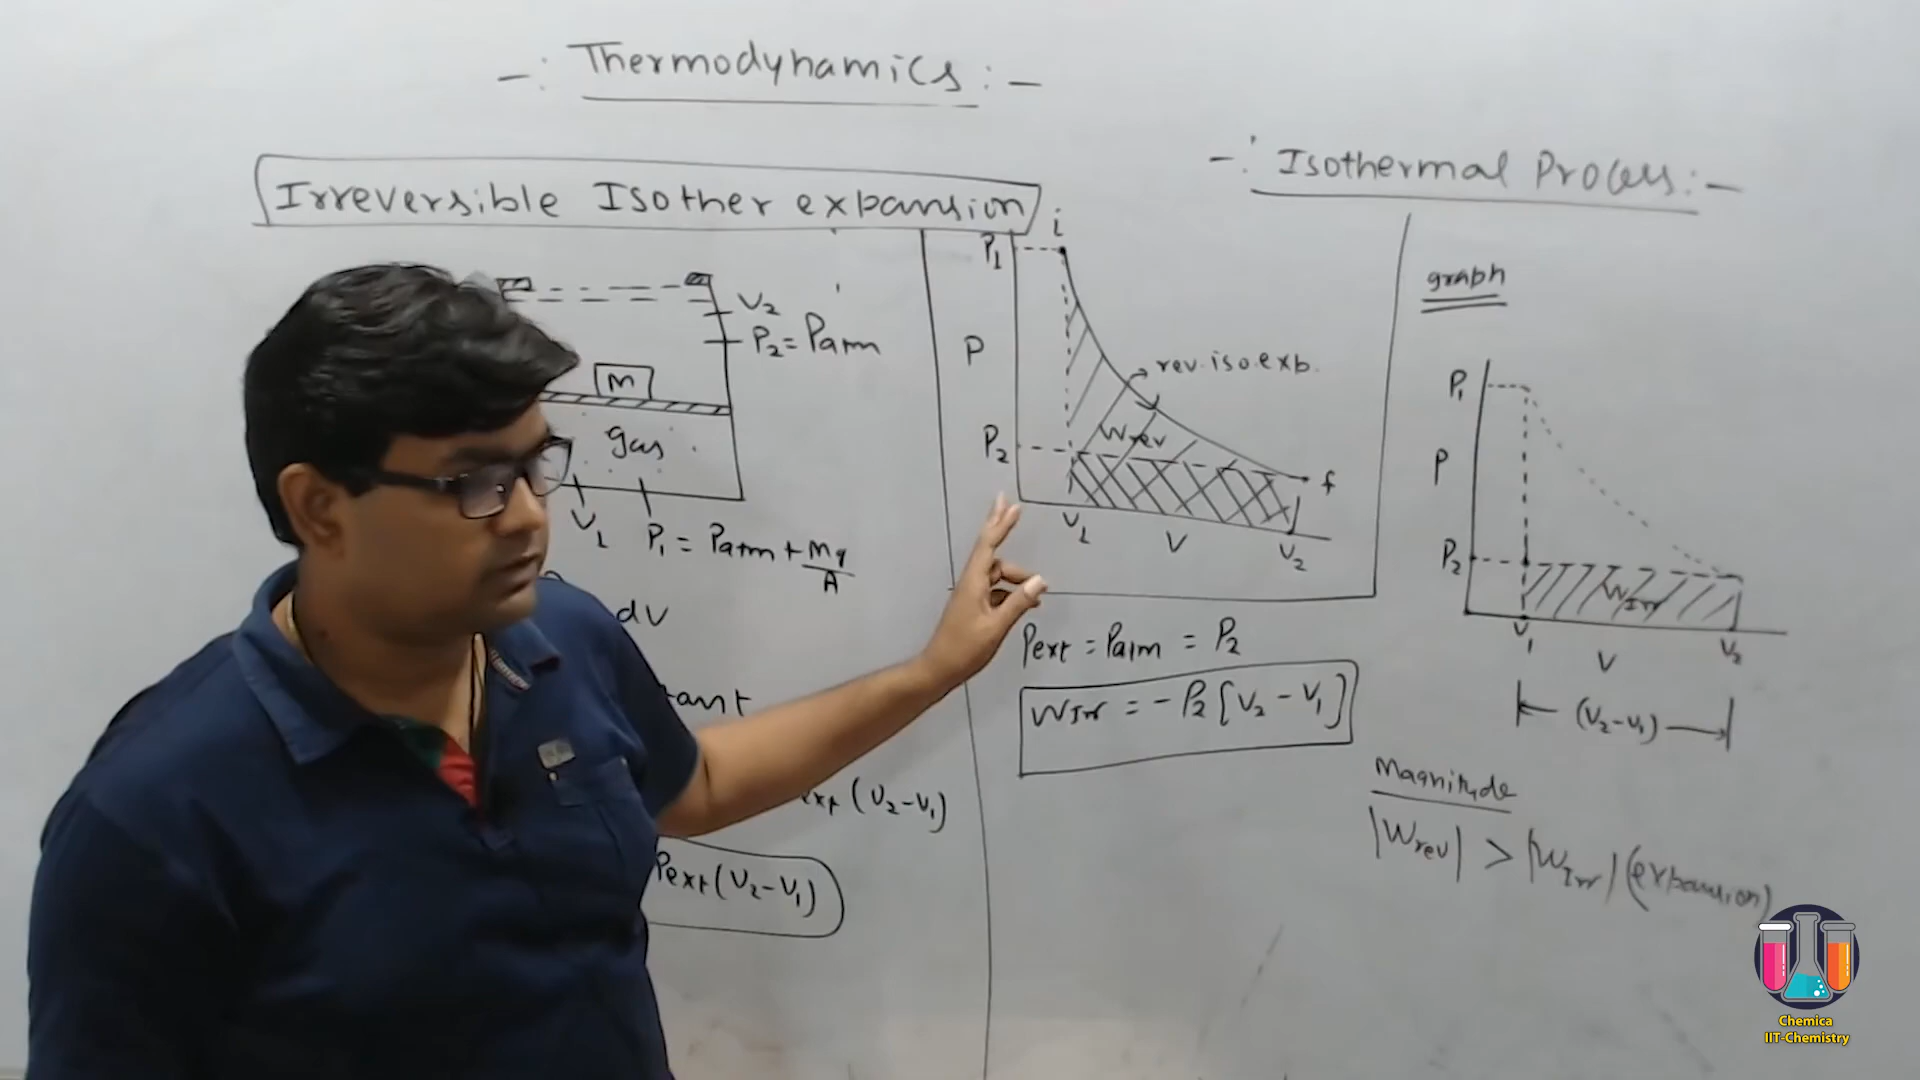 -: Thermodynamics :-
Irreversible Isother expansion
V2
P2 = Patm
M
gas
V1
P1 = Patm + Mg/A
dv
tant
ext (V2-V1)
Pext (V2-V1)
i
P1
P
rev. iso. exp.
P2
Wrev
f
V1
V
V2
Pext = Patm = P2
WIrr = -P2 [V2 - V1]
-: Isothermal Process :-
graph
P1
P
P2
WIrr
V1
V
V2
(V2-V1)
Magnitude
|Wrev| > |WIrr| (expansion)
Chemica
IIT-Chemistry